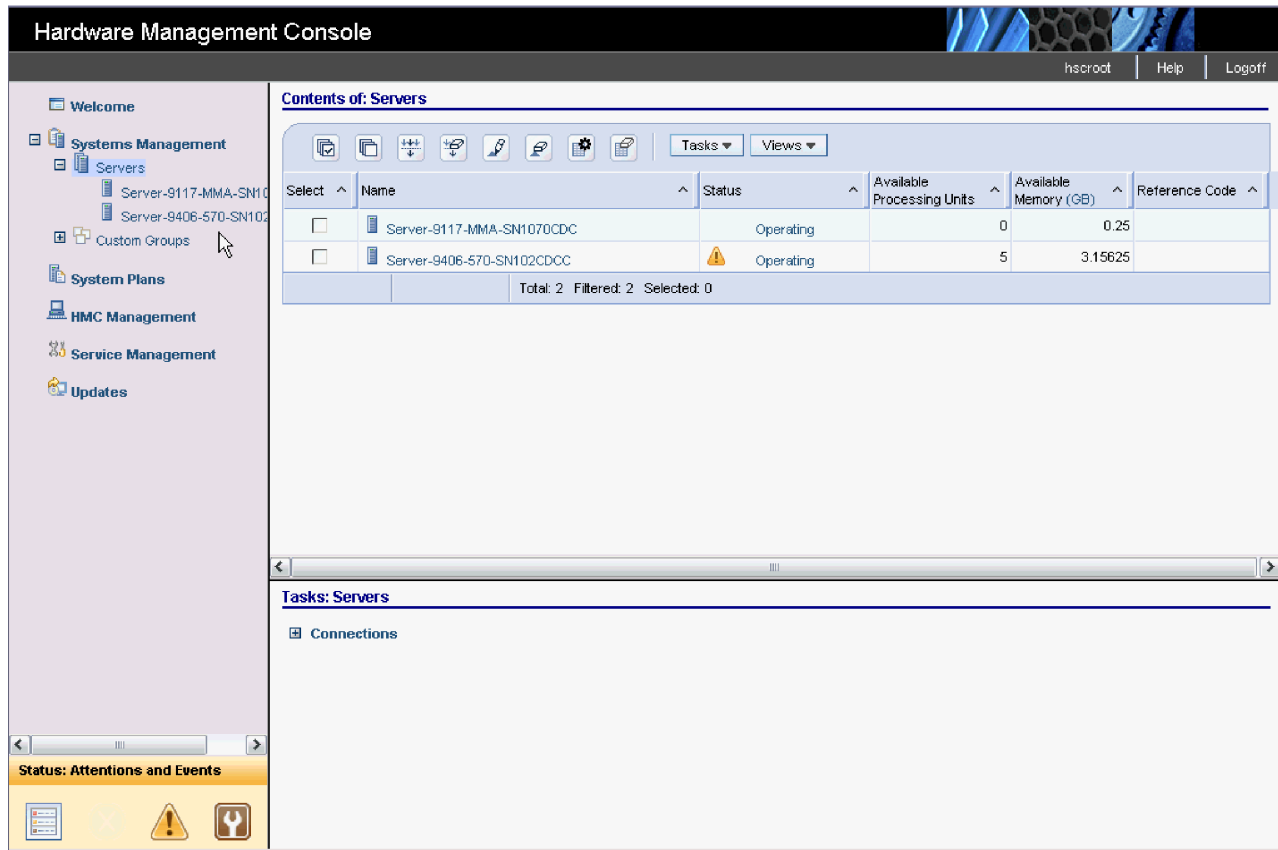 Hardware Management Console
hscroot Help Logoff
Welcome
Systems Management
Servers
Server-9117-MMA-SN10
Server-9406-570-SN102
Custom Groups
System Plans
HMC Management
Service Management
Updates
Status: Attentions and Events
Contents of: Servers
Tasks Views
Select Name Status Available Processing Units Available Memory (GB) Reference Code
Server-9117-MMA-SN1070CDC Operating 0 0.25
Server-9406-570-SN102CDCC Operating 5 3.15625
Total: 2 Filtered: 2 Selected: 0
Tasks: Servers
Connections